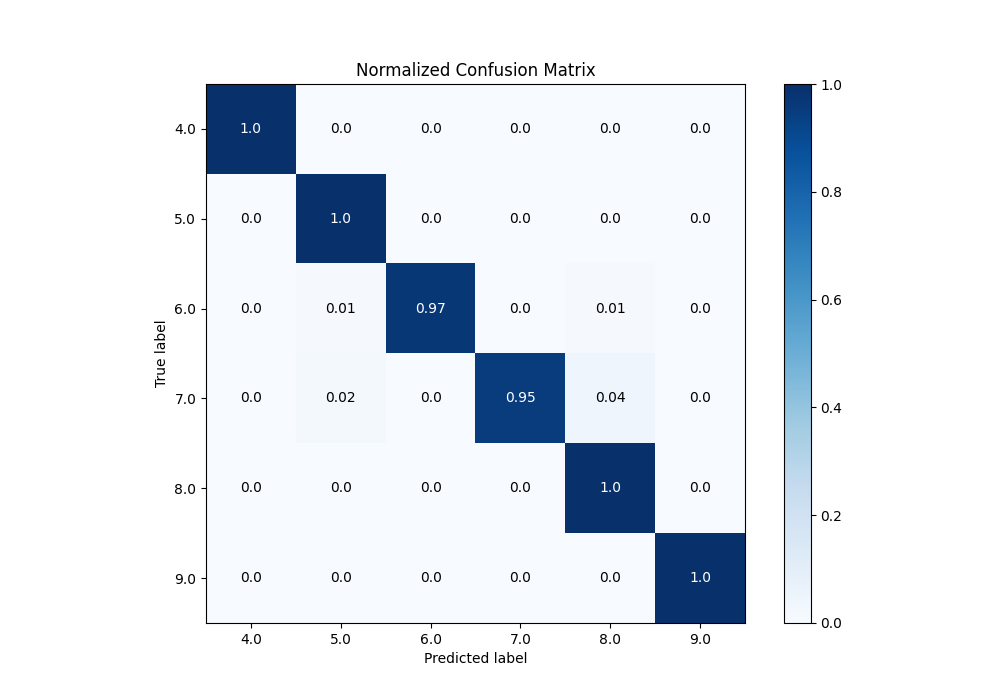 Normalized Confusion Matrix
True label
4.0 1.0 0.0 0.0 0.0 0.0 0.0
5.0 0.0 1.0 0.0 0.0 0.0 0.0
6.0 0.0 0.01 0.97 0.0 0.01 0.0
7.0 0.0 0.02 0.0 0.95 0.04 0.0
8.0 0.0 0.0 0.0 0.0 1.0 0.0
9.0 0.0 0.0 0.0 0.0 0.0 1.0
4.0 5.0 6.0 7.0 8.0 9.0
Predicted label
1.0
0.8
0.6
0.4
0.2
0.0